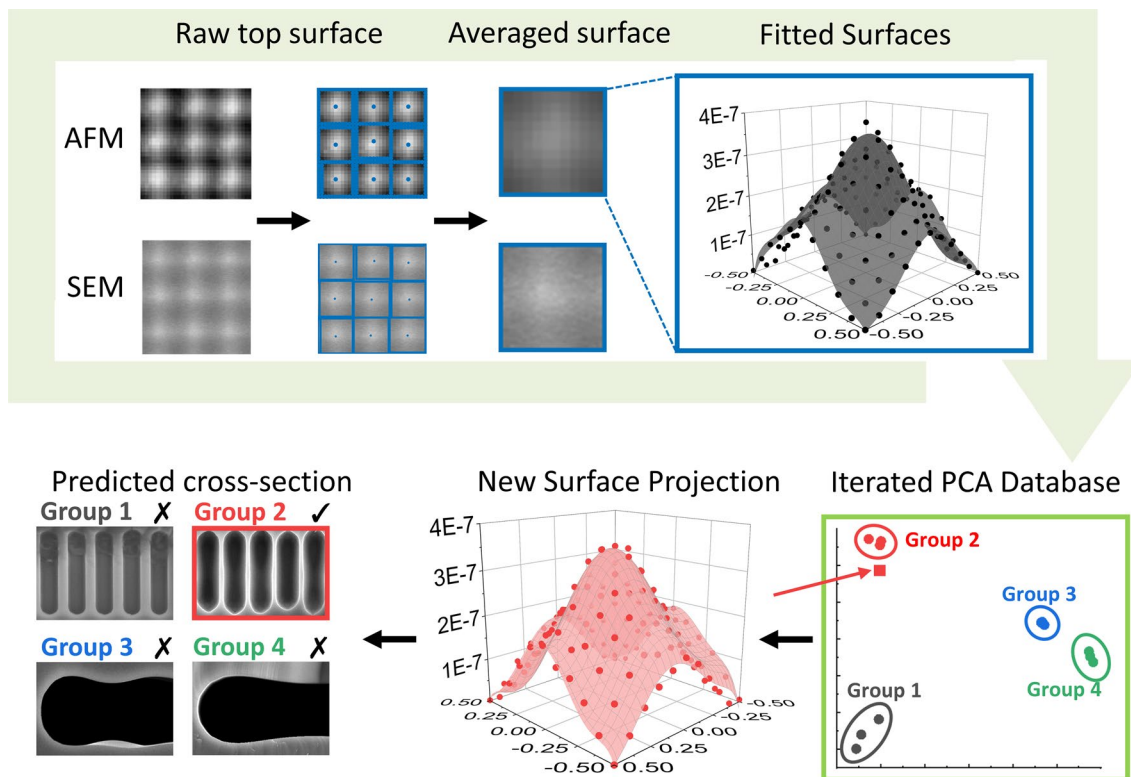 Raw top surface
Averaged surface
Fitted Surfaces
AFM
SEM
4E-7
3E-7
2E-7
1E-7
-0.50
-0.25
0.00
0.25
0.50
-0.50
-0.25
0.00
0.25
0.50
Predicted cross-section
New Surface Projection
Iterated PCA Database
Group 1 ✗
Group 2 ✓
Group 3 ✗
Group 4 ✗
4E-7
3E-7
2E-7
1E-7
0.50
0.25
0.00
-0.25
-0.50
0.50
0.25
0.00
-0.25
-0.50
Group 2
Group 3
Group 4
Group 1